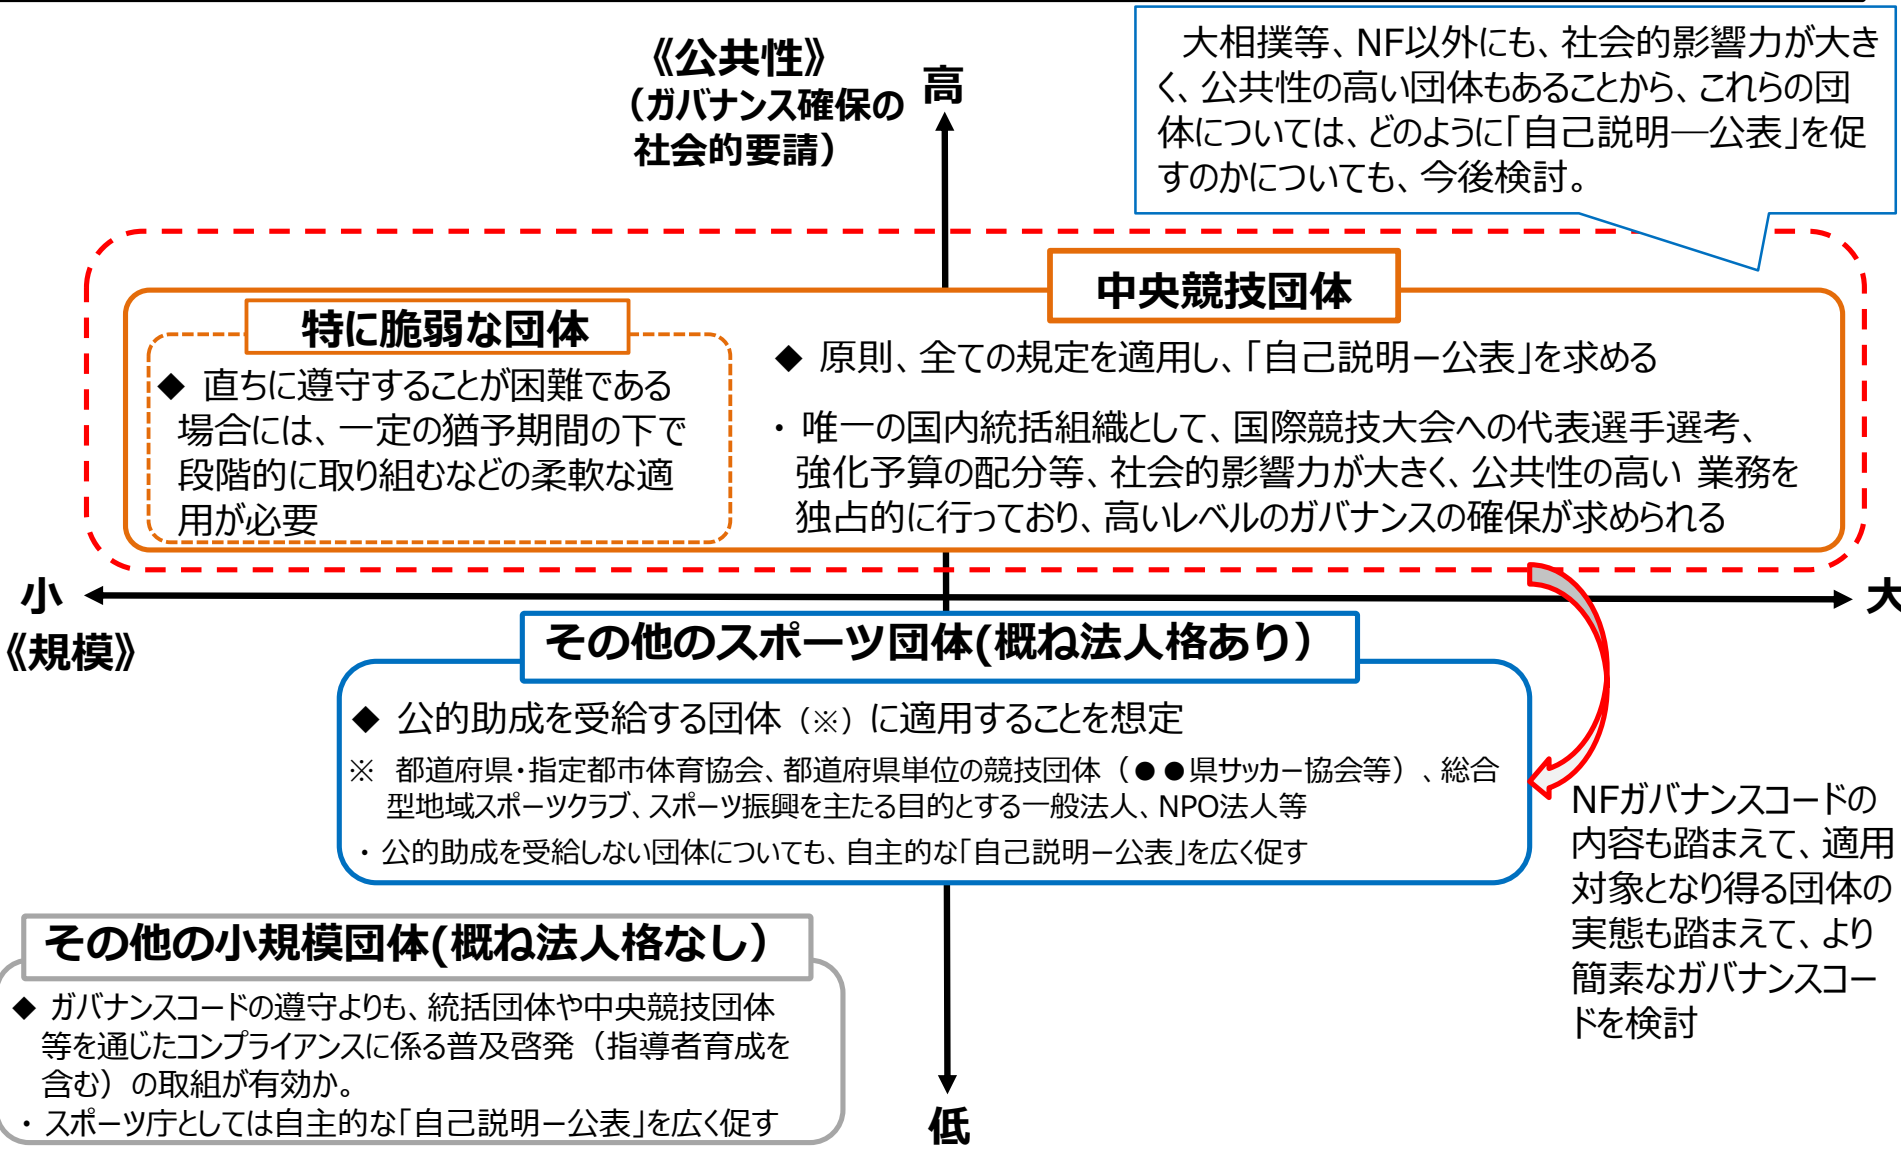 《公共性》
（ガバナンス確保の
社会的要請）
高
大相撲等、NF以外にも、社会的影響力が大き
く、公共性の高い団体もあることから、これらの団
体については、どのように「自己説明―公表」を促
すのかについても、今後検討。
中央競技団体
特に脆弱な団体
◆ 直ちに遵守することが困難である
場合には、一定の猶予期間の下で
段階的に取り組むなどの柔軟な適
用が必要
◆ 原則、全ての規定を適用し、「自己説明ー公表」を求める
・ 唯一の国内統括組織として、国際競技大会への代表選手選考、
強化予算の配分等、社会的影響力が大きく、公共性の高い 業務を
独占的に行っており、高いレベルのガバナンスの確保が求められる
小
大
《規模》
その他のスポーツ団体(概ね法人格あり）
◆ 公的助成を受給する団体（※）に適用することを想定
※ 都道府県・指定都市体育協会、都道府県単位の競技団体（●●県サッカー協会等）、総合
型地域スポーツクラブ、スポーツ振興を主たる目的とする一般法人、NPO法人等
・ 公的助成を受給しない団体についても、自主的な「自己説明ー公表」を広く促す
NFガバナンスコードの
内容も踏まえて、適用
対象となり得る団体の
実態も踏まえて、より
簡素なガバナンスコー
ドを検討
その他の小規模団体(概ね法人格なし）
◆ ガバナンスコードの遵守よりも、統括団体や中央競技団体
等を通じたコンプライアンスに係る普及啓発（指導者育成を
含む）の取組が有効か。
・ スポーツ庁としては自主的な「自己説明ー公表」を広く促す
低